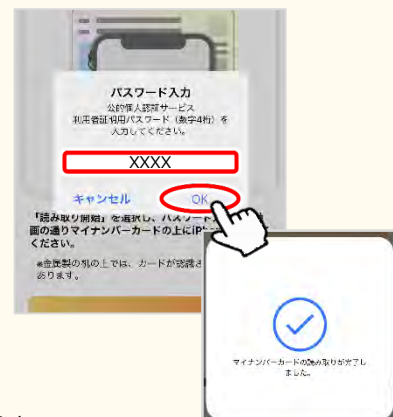 パスワード入力
公的個人認証サービス
利用者証明用パスワード（数字4桁）を
入力してください。
XXXX
キャンセル
OK
「読み取り開始」を選択し、パスワード
画の通りマイナンバーカードの上にiPh
ください。
※金属製の机の上では、カードが認識さ
あります。
マイナンバーカードの読み取りが完了し
ました。